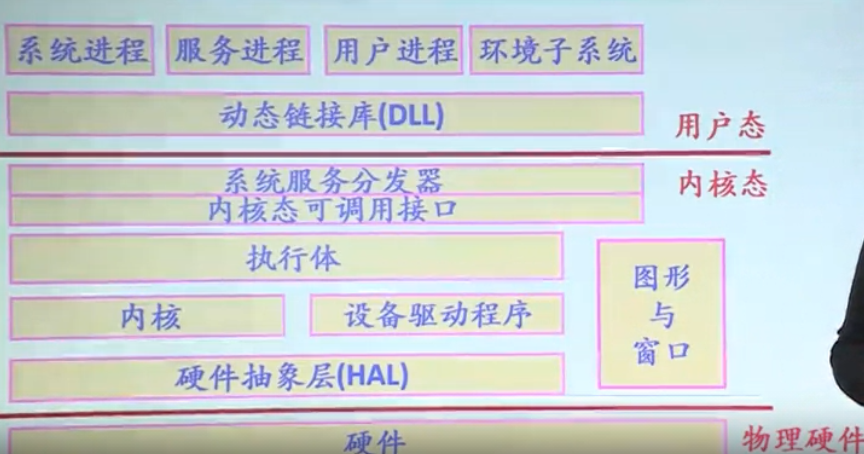 系统进程
服务进程
用户进程
环境子系统
动态链接库(DLL)
用户态
系统服务分发器
内核态
内核态可调用接口
执行体
图形
与
窗口
内核
设备驱动程序
硬件抽象层(HAL)
硬件
物理硬件